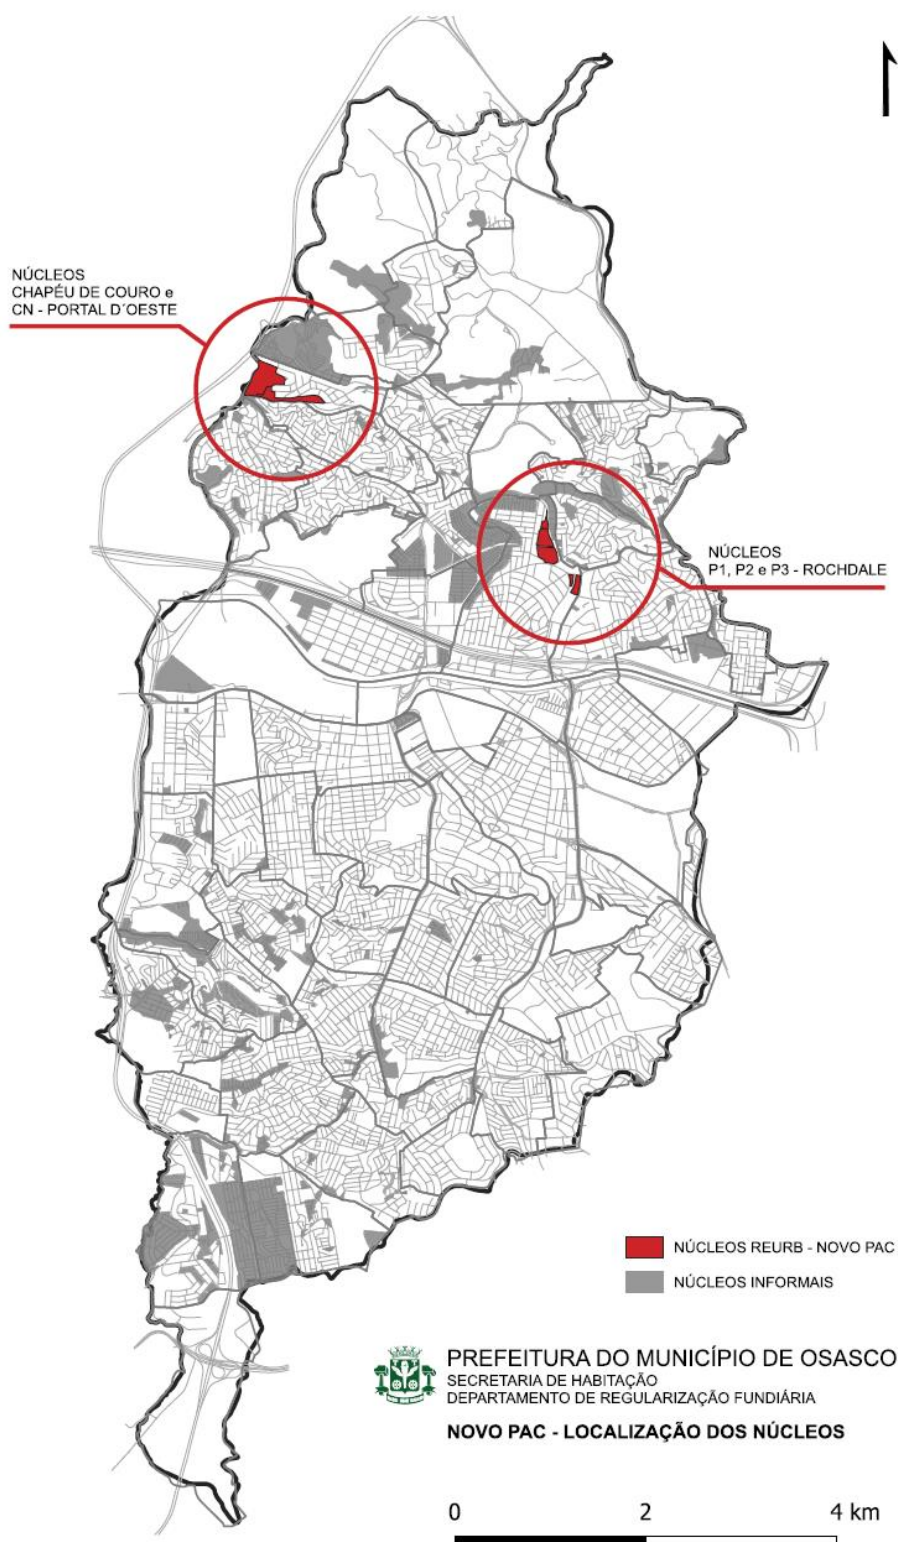 NÚCLEOS
CHAPÉU DE COURO e
CN - PORTAL D´OESTE
NÚCLEOS
P1, P2 e P3 - ROCHDALE
NÚCLEOS REURB - NOVO PAC
NÚCLEOS INFORMAIS
PREFEITURA DO MUNICÍPIO DE OSASCO
SECRETARIA DE HABITAÇÃO
DEPARTAMENTO DE REGULARIZAÇÃO FUNDIÁRIA
NOVO PAC - LOCALIZAÇÃO DOS NÚCLEOS
0 2 4 km